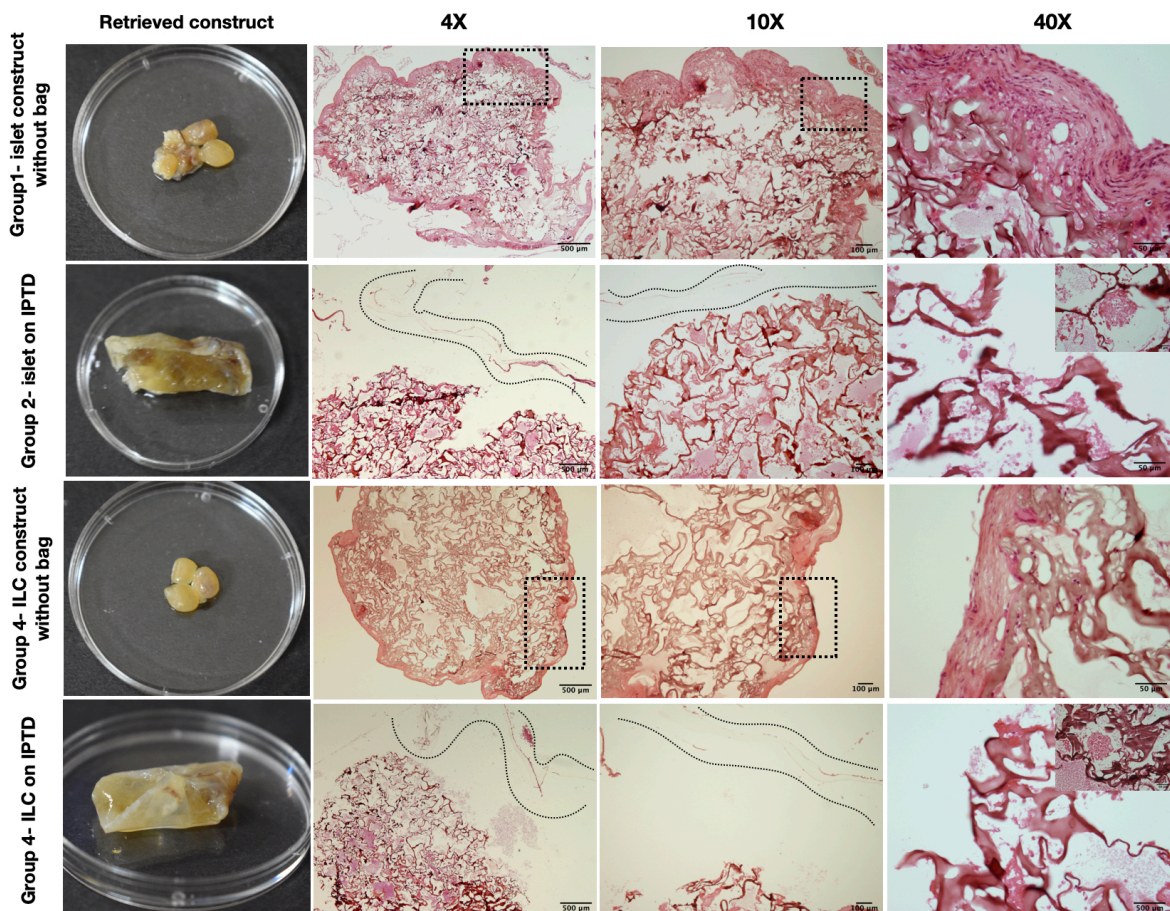 Retrieved construct
4X
10X
40X
Group1- islet construct
without bag
500 µm
100 µm
50 µm
Group 2- islet on IPTD
500 µm
100 µm
50 µm
Group 4- ILC construct
without bag
500 µm
100 µm
50 µm
Group 4- ILC on IPTD
500 µm
100 µm
500 µm